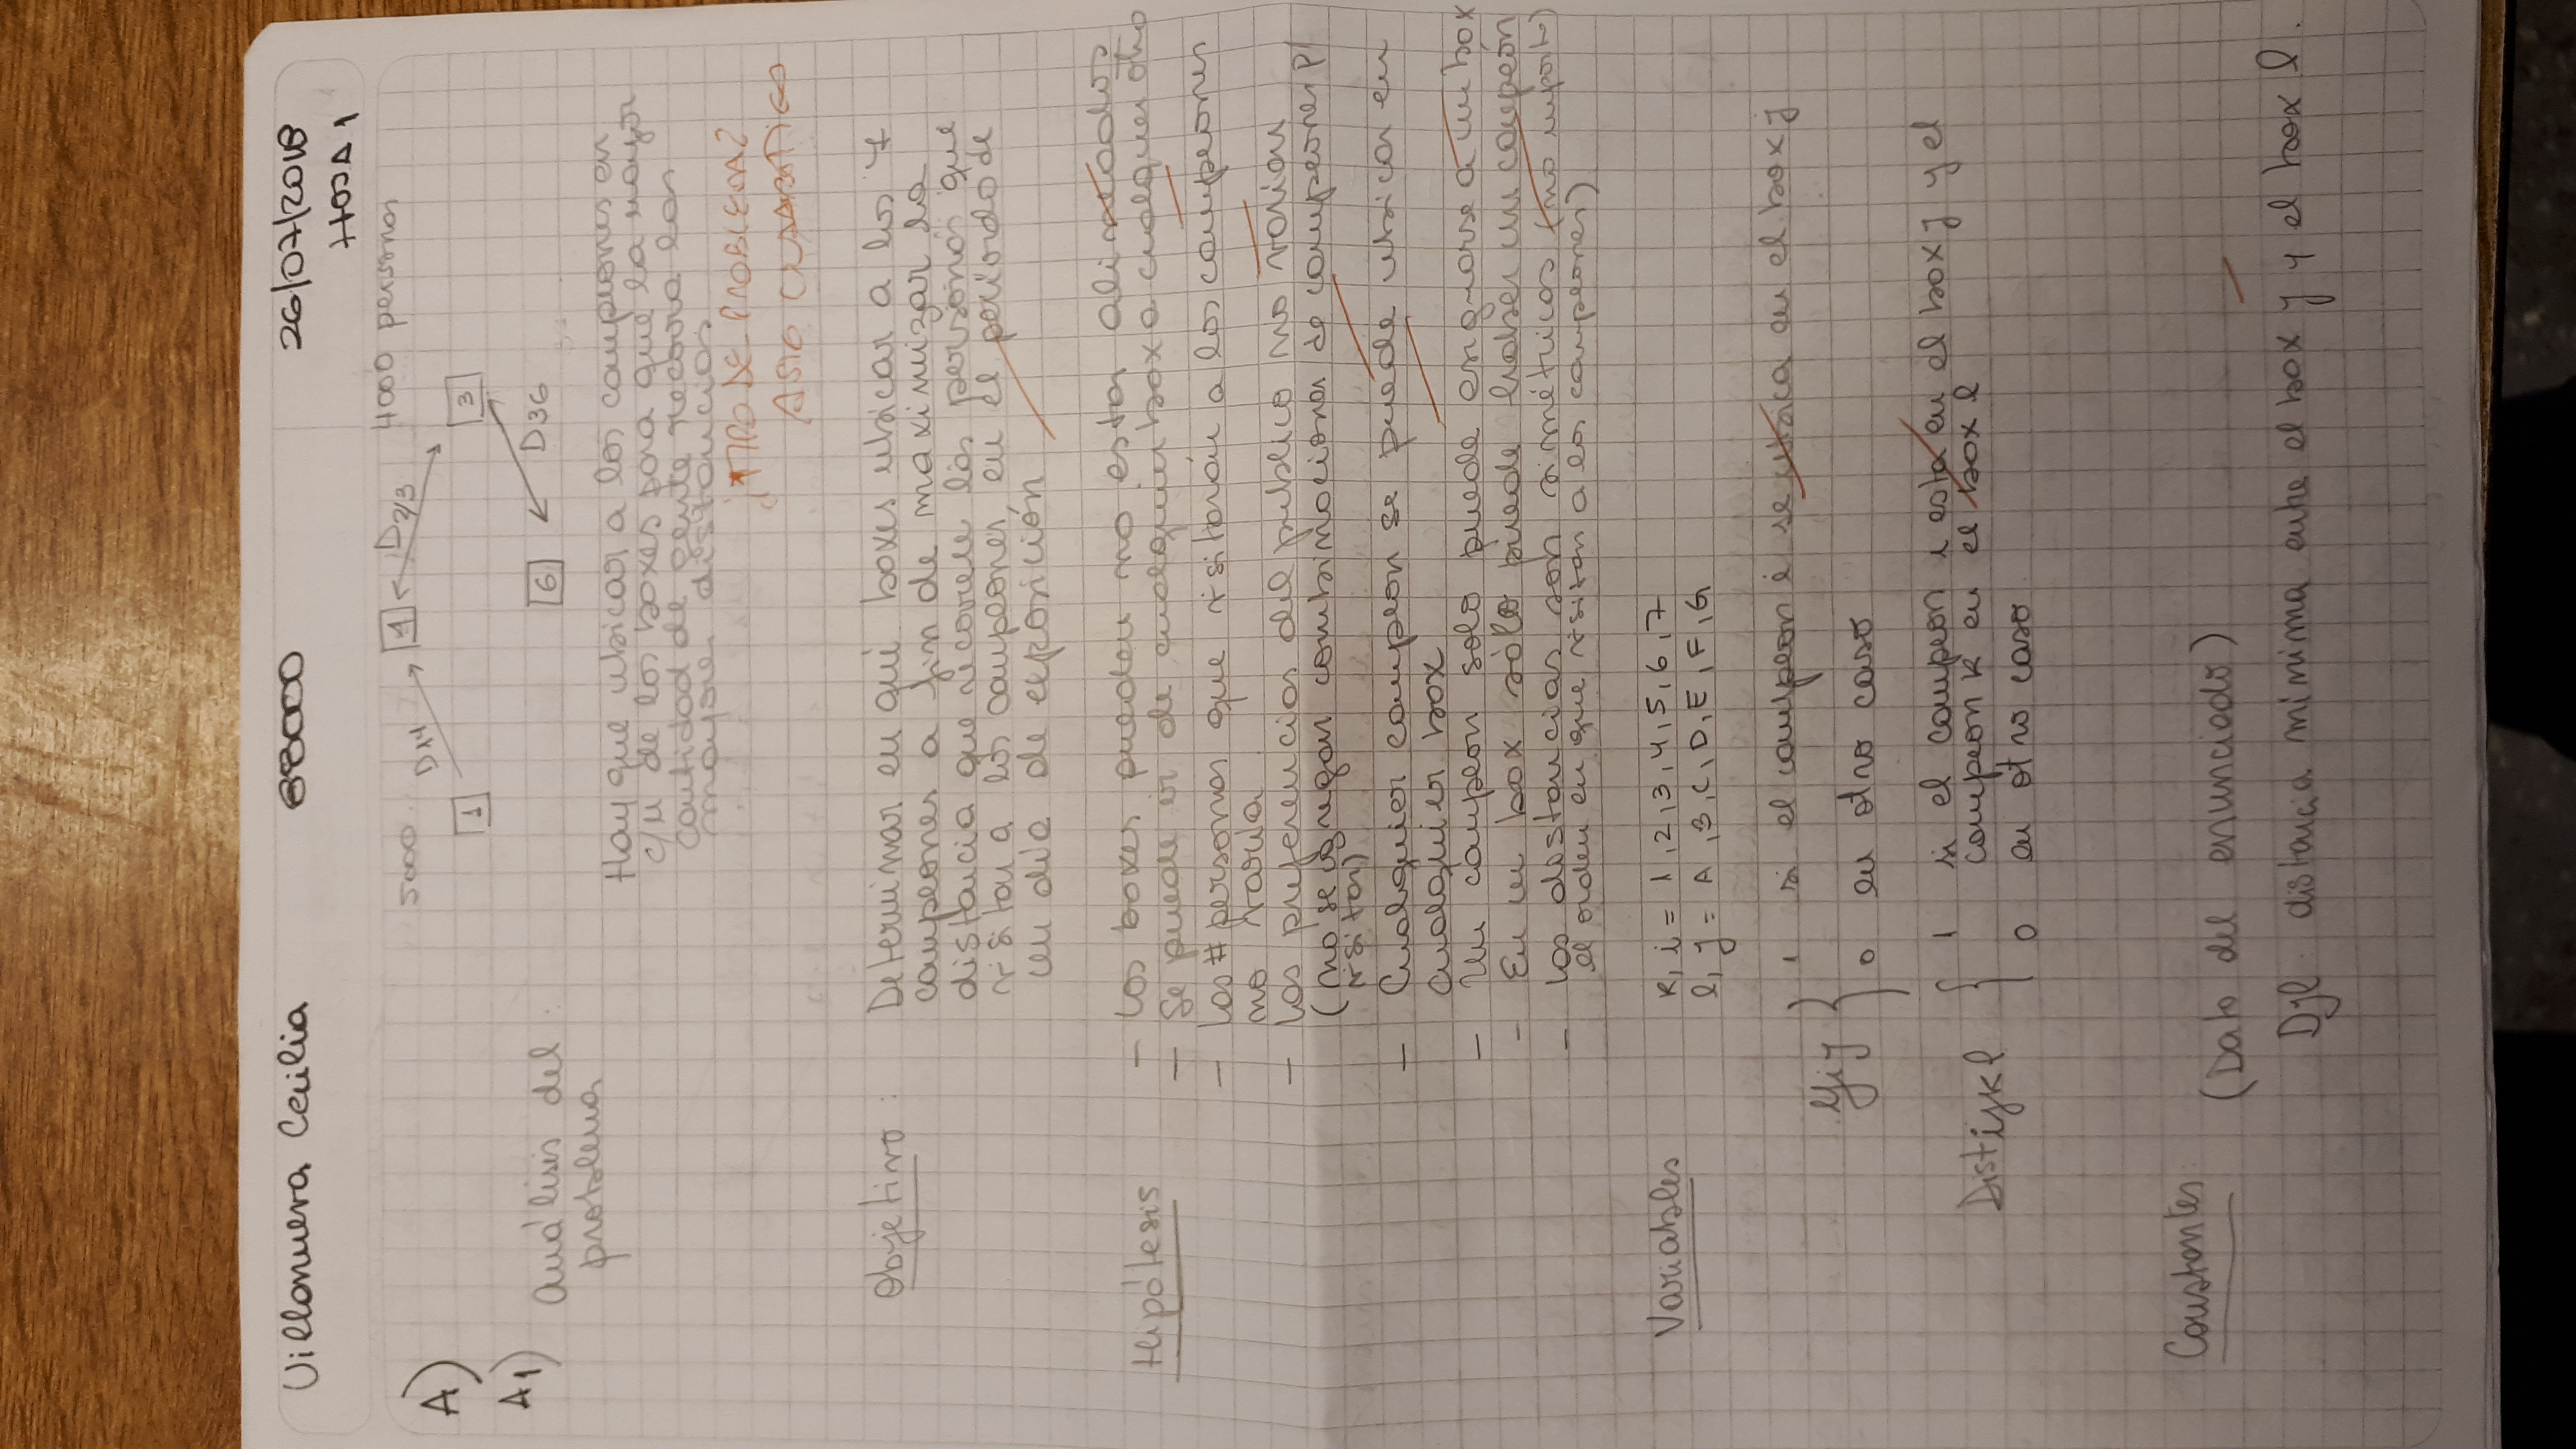 Villanueva Cecilia 88000 26/07/2018
HOJA 1
A)
5000 D14 1 D2/3 4000 personas
1 3
A1)
6 D36
Análisis del :
problema
Hay que ubicar a los campeones en
c/u de los boxes para que la mayor
cantidad de gente recorra las
mayores distancias
¿TIPO DE PROBLEMA?
ASIG CUADRATICA
Objetivo : Determinar en qué boxes ubicar a los 7
campeones a fin de maximizar la
distancia que recorren las personas que
visitan a los campeones, en el período de
un día de exposición
Hipótesis - Los boxes pueden no estar alineados
- Se puede ir de cualquier box a cualquier otro
- Las # personas que visitarán a los campeones
no varía
- Las preferencias del publico no varían
(no se agregan combinaciones de campeones p/
visitar)
- Cualquier campeon se puede ubicar en
cualquier box
- Un campeon solo puede asignarse a un box
- En un box sólo puede haber un campeón
- Las distancias son simétricas (no importa
el orden en que visitan a los campeones)
Variables k, i = 1, 2, 3, 4, 5, 6, 7
l, j = A, B, C, D, E, F, G
Yij { 1 si el campeon i se ubica en el box j
0 en otro caso
Distijkl { 1 si el campeon i esta en el box j y el
campeon k en el box l
0 en otro caso
Constantes
(Dato del enunciado)
Djl distancia minima entre el box j y el box l.